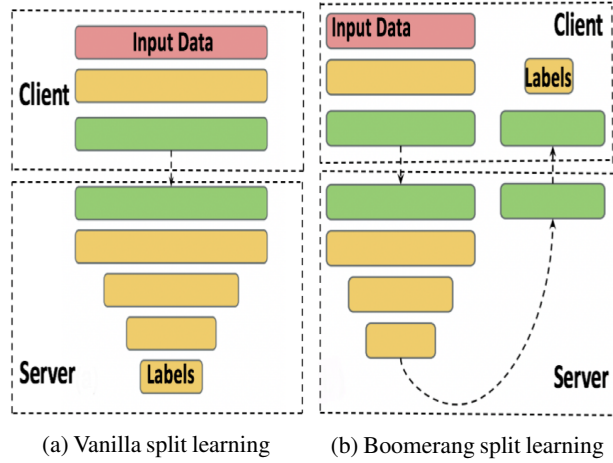 Input Data
Client
Server
Labels
(a) Vanilla split learning
Input Data
Client
Labels
Server
(b) Boomerang split learning